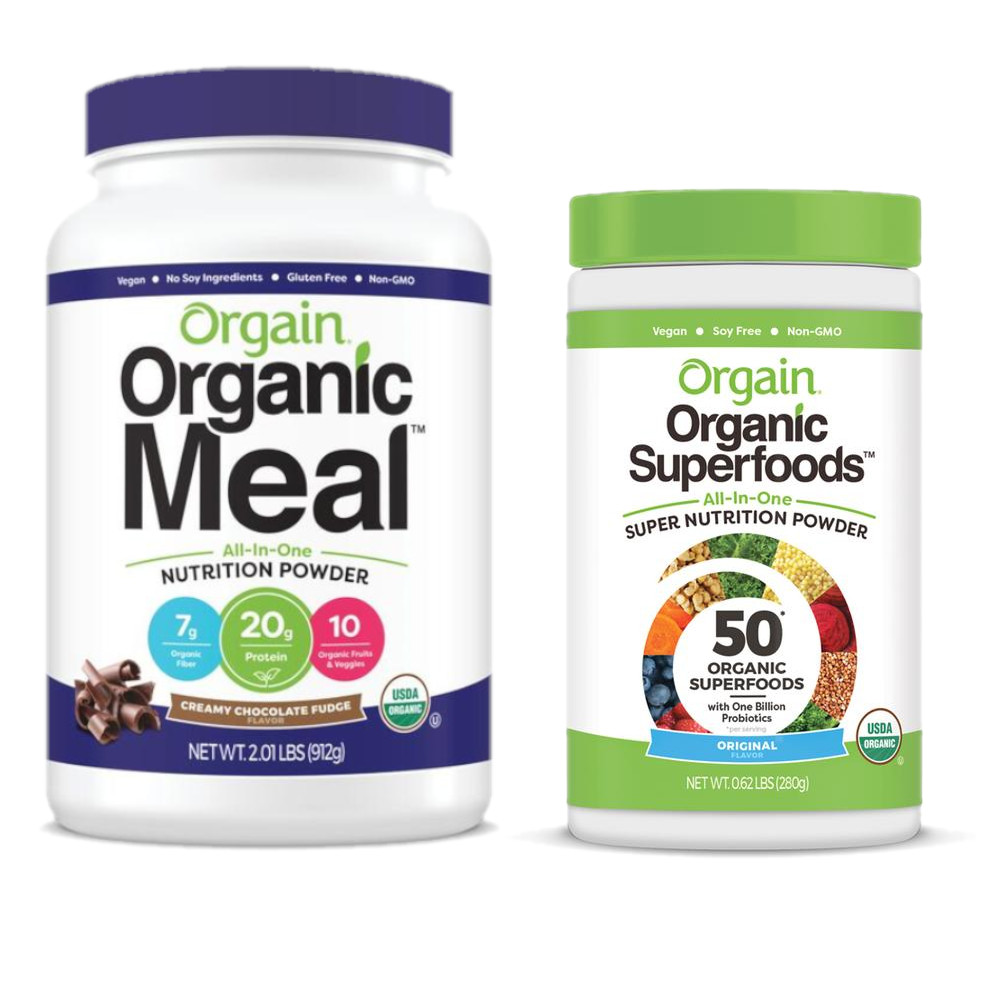 Vegan • No Soy Ingredients • Gluten Free • Non-GMO
Orgain®
Organic
Meal™
All-In-One
NUTRITION POWDER
7g
Organic
Fiber
20g
Protein
10
Organic Fruits
& Veggies
CREAMY CHOCOLATE FUDGE
FLAVOR
USDA
ORGANIC
U
NET WT. 2.01 LBS (912g)
Vegan • Soy Free • Non-GMO
Orgain®
Organic
Superfoods™
All-In-One
SUPER NUTRITION POWDER
50*
ORGANIC
SUPERFOODS
with One Billion
Probiotics
*per serving
ORIGINAL
FLAVOR
USDA
ORGANIC
U
NET WT. 0.62 LBS (280g)